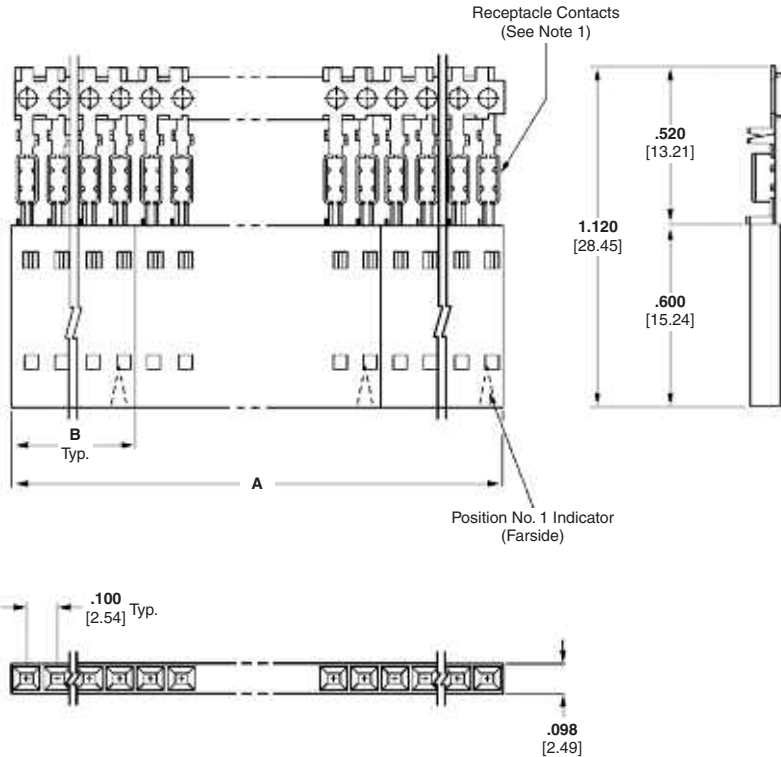 Receptacle Contacts
(See Note 1)
.520
[13.21]
1.120
[28.45]
.600
[15.24]
B
Typ.
A
Position No. 1 Indicator
(Farside)
.100
[2.54] Typ.
.098
[2.49]